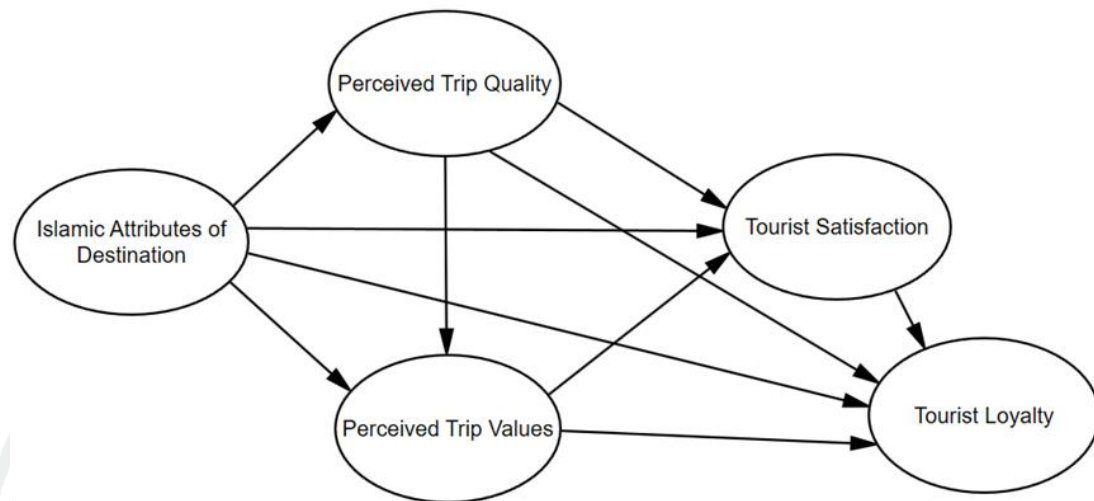 Perceived Trip Quality
Islamic Attributes of
Destination
Tourist Satisfaction
Perceived Trip Values
Tourist Loyalty